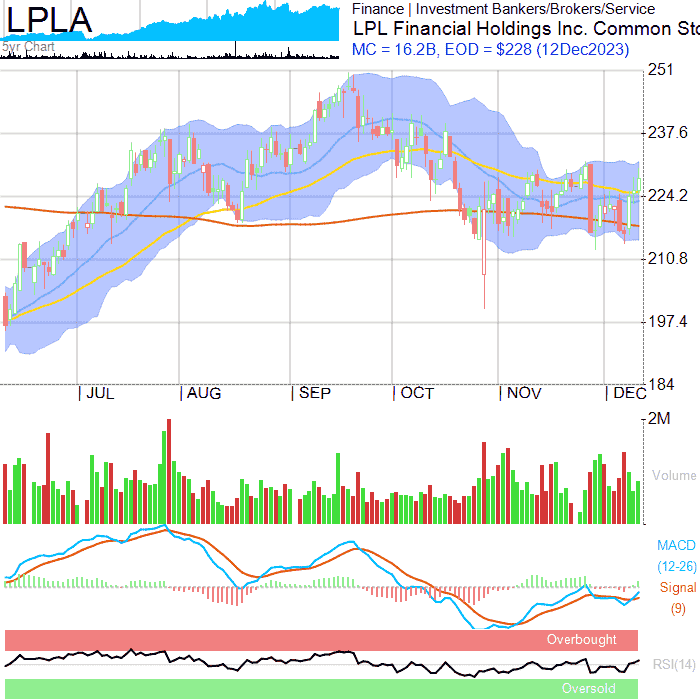 LPLA
5yr Chart
Finance | Investment Bankers/Brokers/Service
LPL Financial Holdings Inc. Common Sto
MC = 16.2B, EOD = $228 (12Dec2023)
251
237.6
224.2
210.8
197.4
184
| JUL
| AUG
| SEP
| OCT
| NOV
| DEC
2M
Volume
MACD
(12-26)
Signal
(9)
Overbought
RSI(14)
Oversold